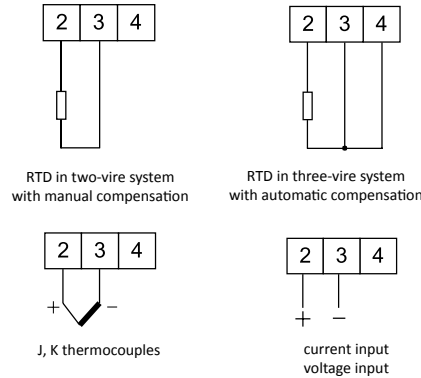 2 3 4
2 3 4
RTD in two-vire system
with manual compensation
RTD in three-vire system
with automatic compensation
2 3 4
+ −
J, K thermocouples
2 3 4
+ −
current input
voltage input